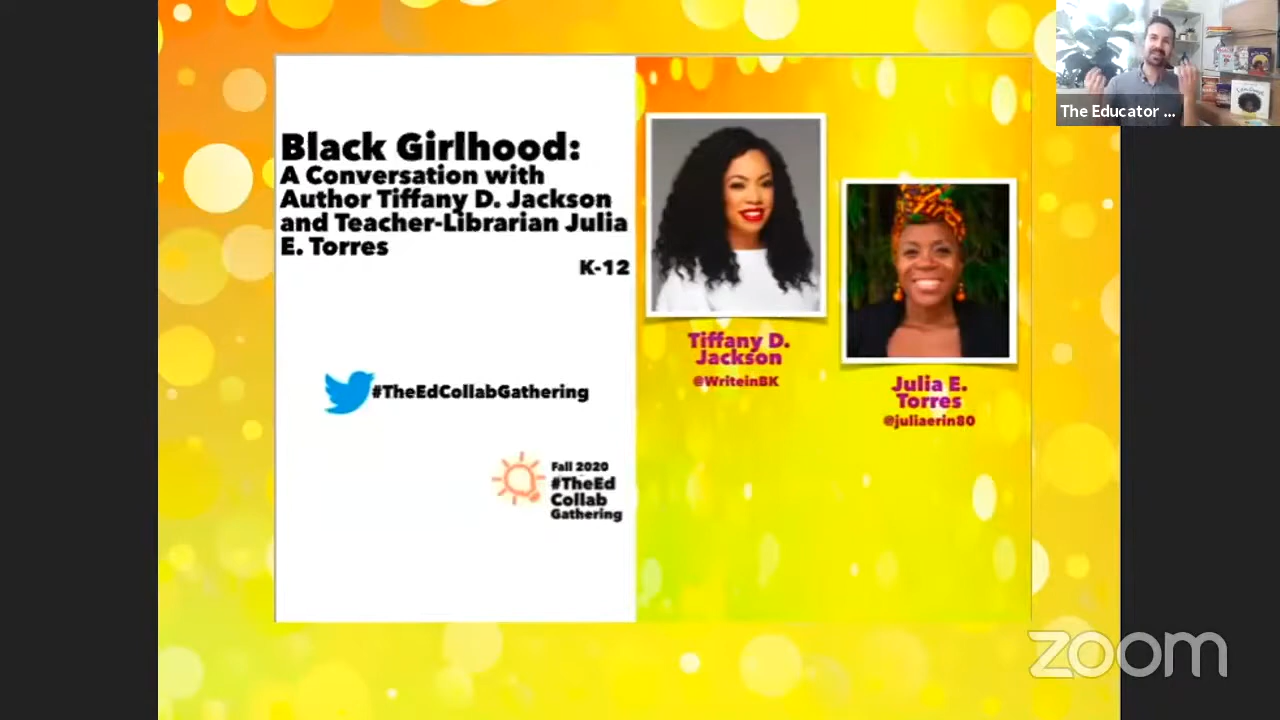 Black Girlhood:
A Conversation with
Author Tiffany D. Jackson
and Teacher-Librarian Julia
E. Torres
K-12
#TheEdCollabGathering
Fall 2020
#TheEd
Collab
Gathering
Tiffany D.
Jackson
@WriteinBK
Julia E.
Torres
@juliaerin80
The Educator ...
zoom